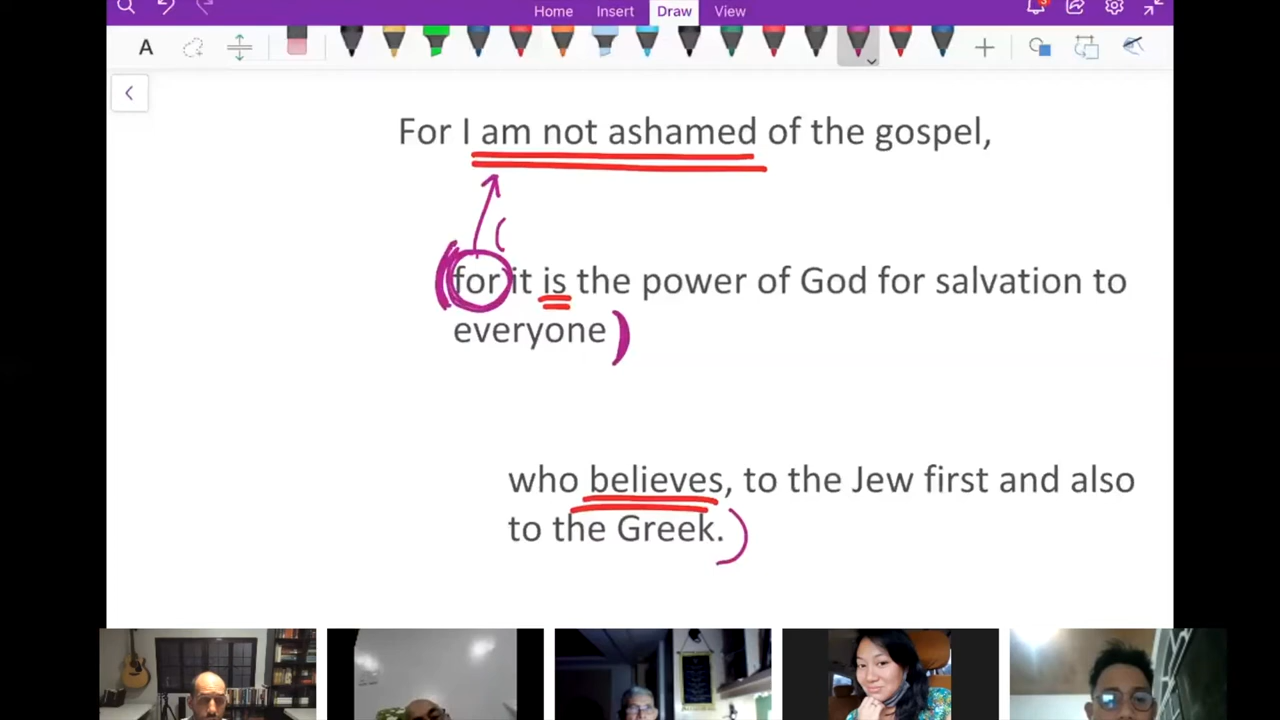 Home Insert Draw View
A
For I am not ashamed of the gospel,
for it is the power of God for salvation to
everyone
who believes, to the Jew first and also
to the Greek.